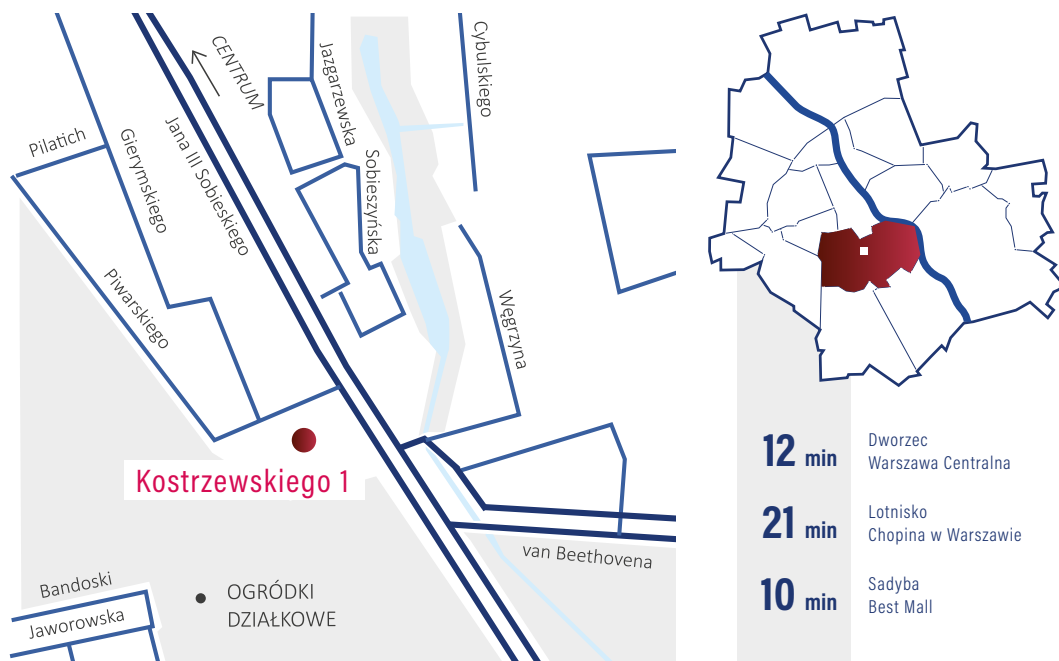 CENTRUM
Jazgarzewska
Cybulskiego
Pilatich
Gierymskiego
Jana III Sobieskiego
Sobieszyńska
Piwarskiego
Węgrzyna
Kostrzewskiego 1
van Beethovena
Bandoski
Jaworowska
OGRÓDKI
DZIAŁKOWE
12 min
Dworzec
Warszawa Centralna
21 min
Lotnisko
Chopina w Warszawie
10 min
Sadyba
Best Mall